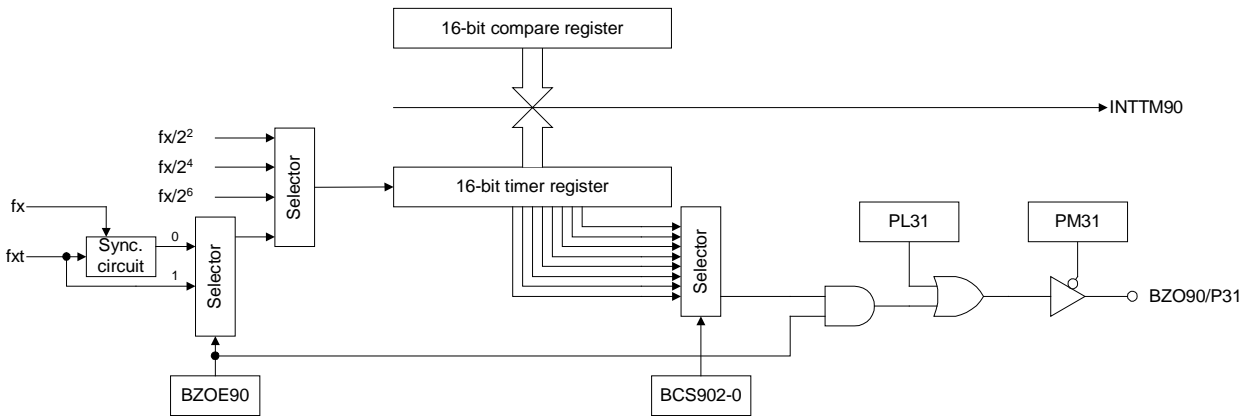 16-bit compare register
INTTM90
fx/2²
fx/2⁴
fx/2⁶
Selector
16-bit timer register
fx
fxt
Sync.
circuit
0
1
Selector
Selector
PL31
PM31
BZO90/P31
BZOE90
BCS902-0